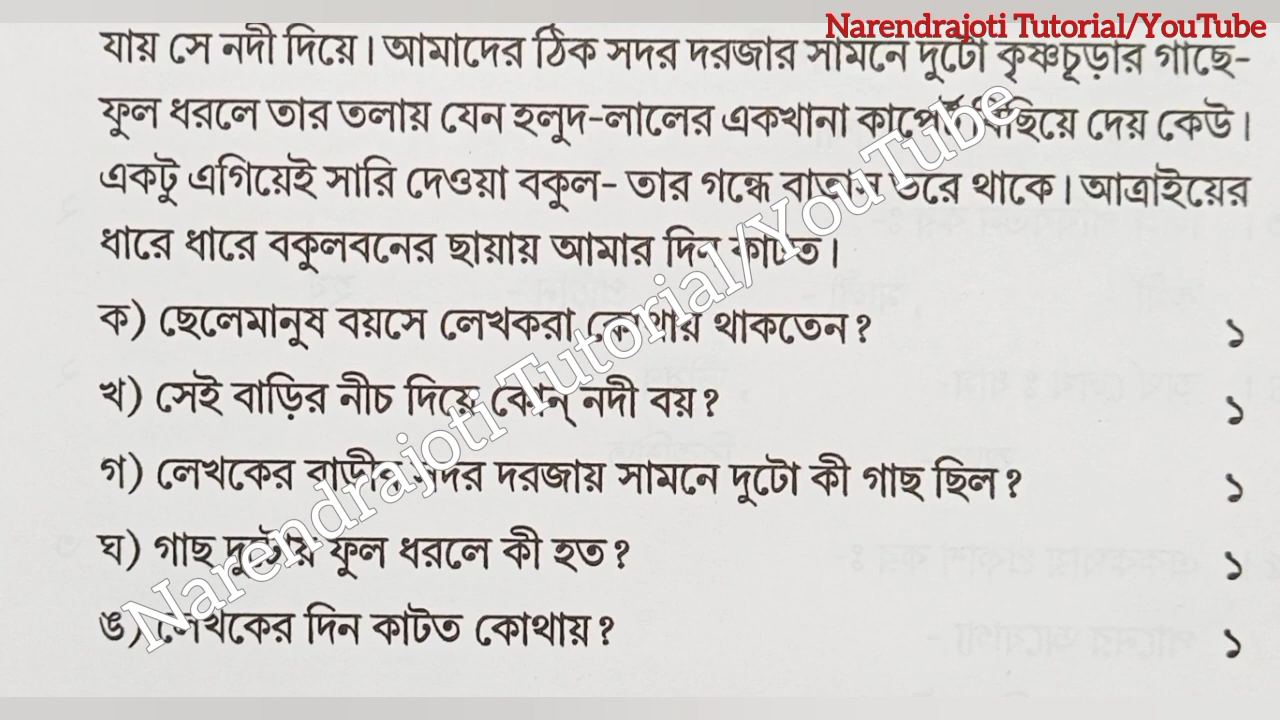 Narendrajoti Tutorial/YouTube
যায় সে নদী দিয়ে। আমাদের ঠিক সদর দরজার সামনে দুটো কৃষ্ণচূড়ার গাছে-
ফুল ধরলে তার তলায় যেন হলুদ-লালের একখানা কার্পেট বিছিয়ে দেয় কেউ।
একটু এগিয়েই সারি দেওয়া বকুল- তার গন্ধে বাতাস ভরে থাকে। আত্রাইয়ের
ধারে ধারে বকুলবনের ছায়ায় আমার দিন কাটত।
ক) ছেলেমানুষ বয়সে লেখকরা কোথায় থাকতেন? ১
খ) সেই বাড়ির নীচ দিয়ে কোন্ নদী বয়? ১
গ) লেখকের বাড়ীর সদর দরজায় সামনে দুটো কী গাছ ছিল? ১
ঘ) গাছ দুটোয় ফুল ধরলে কী হত? ১
ঙ) লেখকের দিন কাটত কোথায়? ১
Narendrajoti Tutorial/YouTube